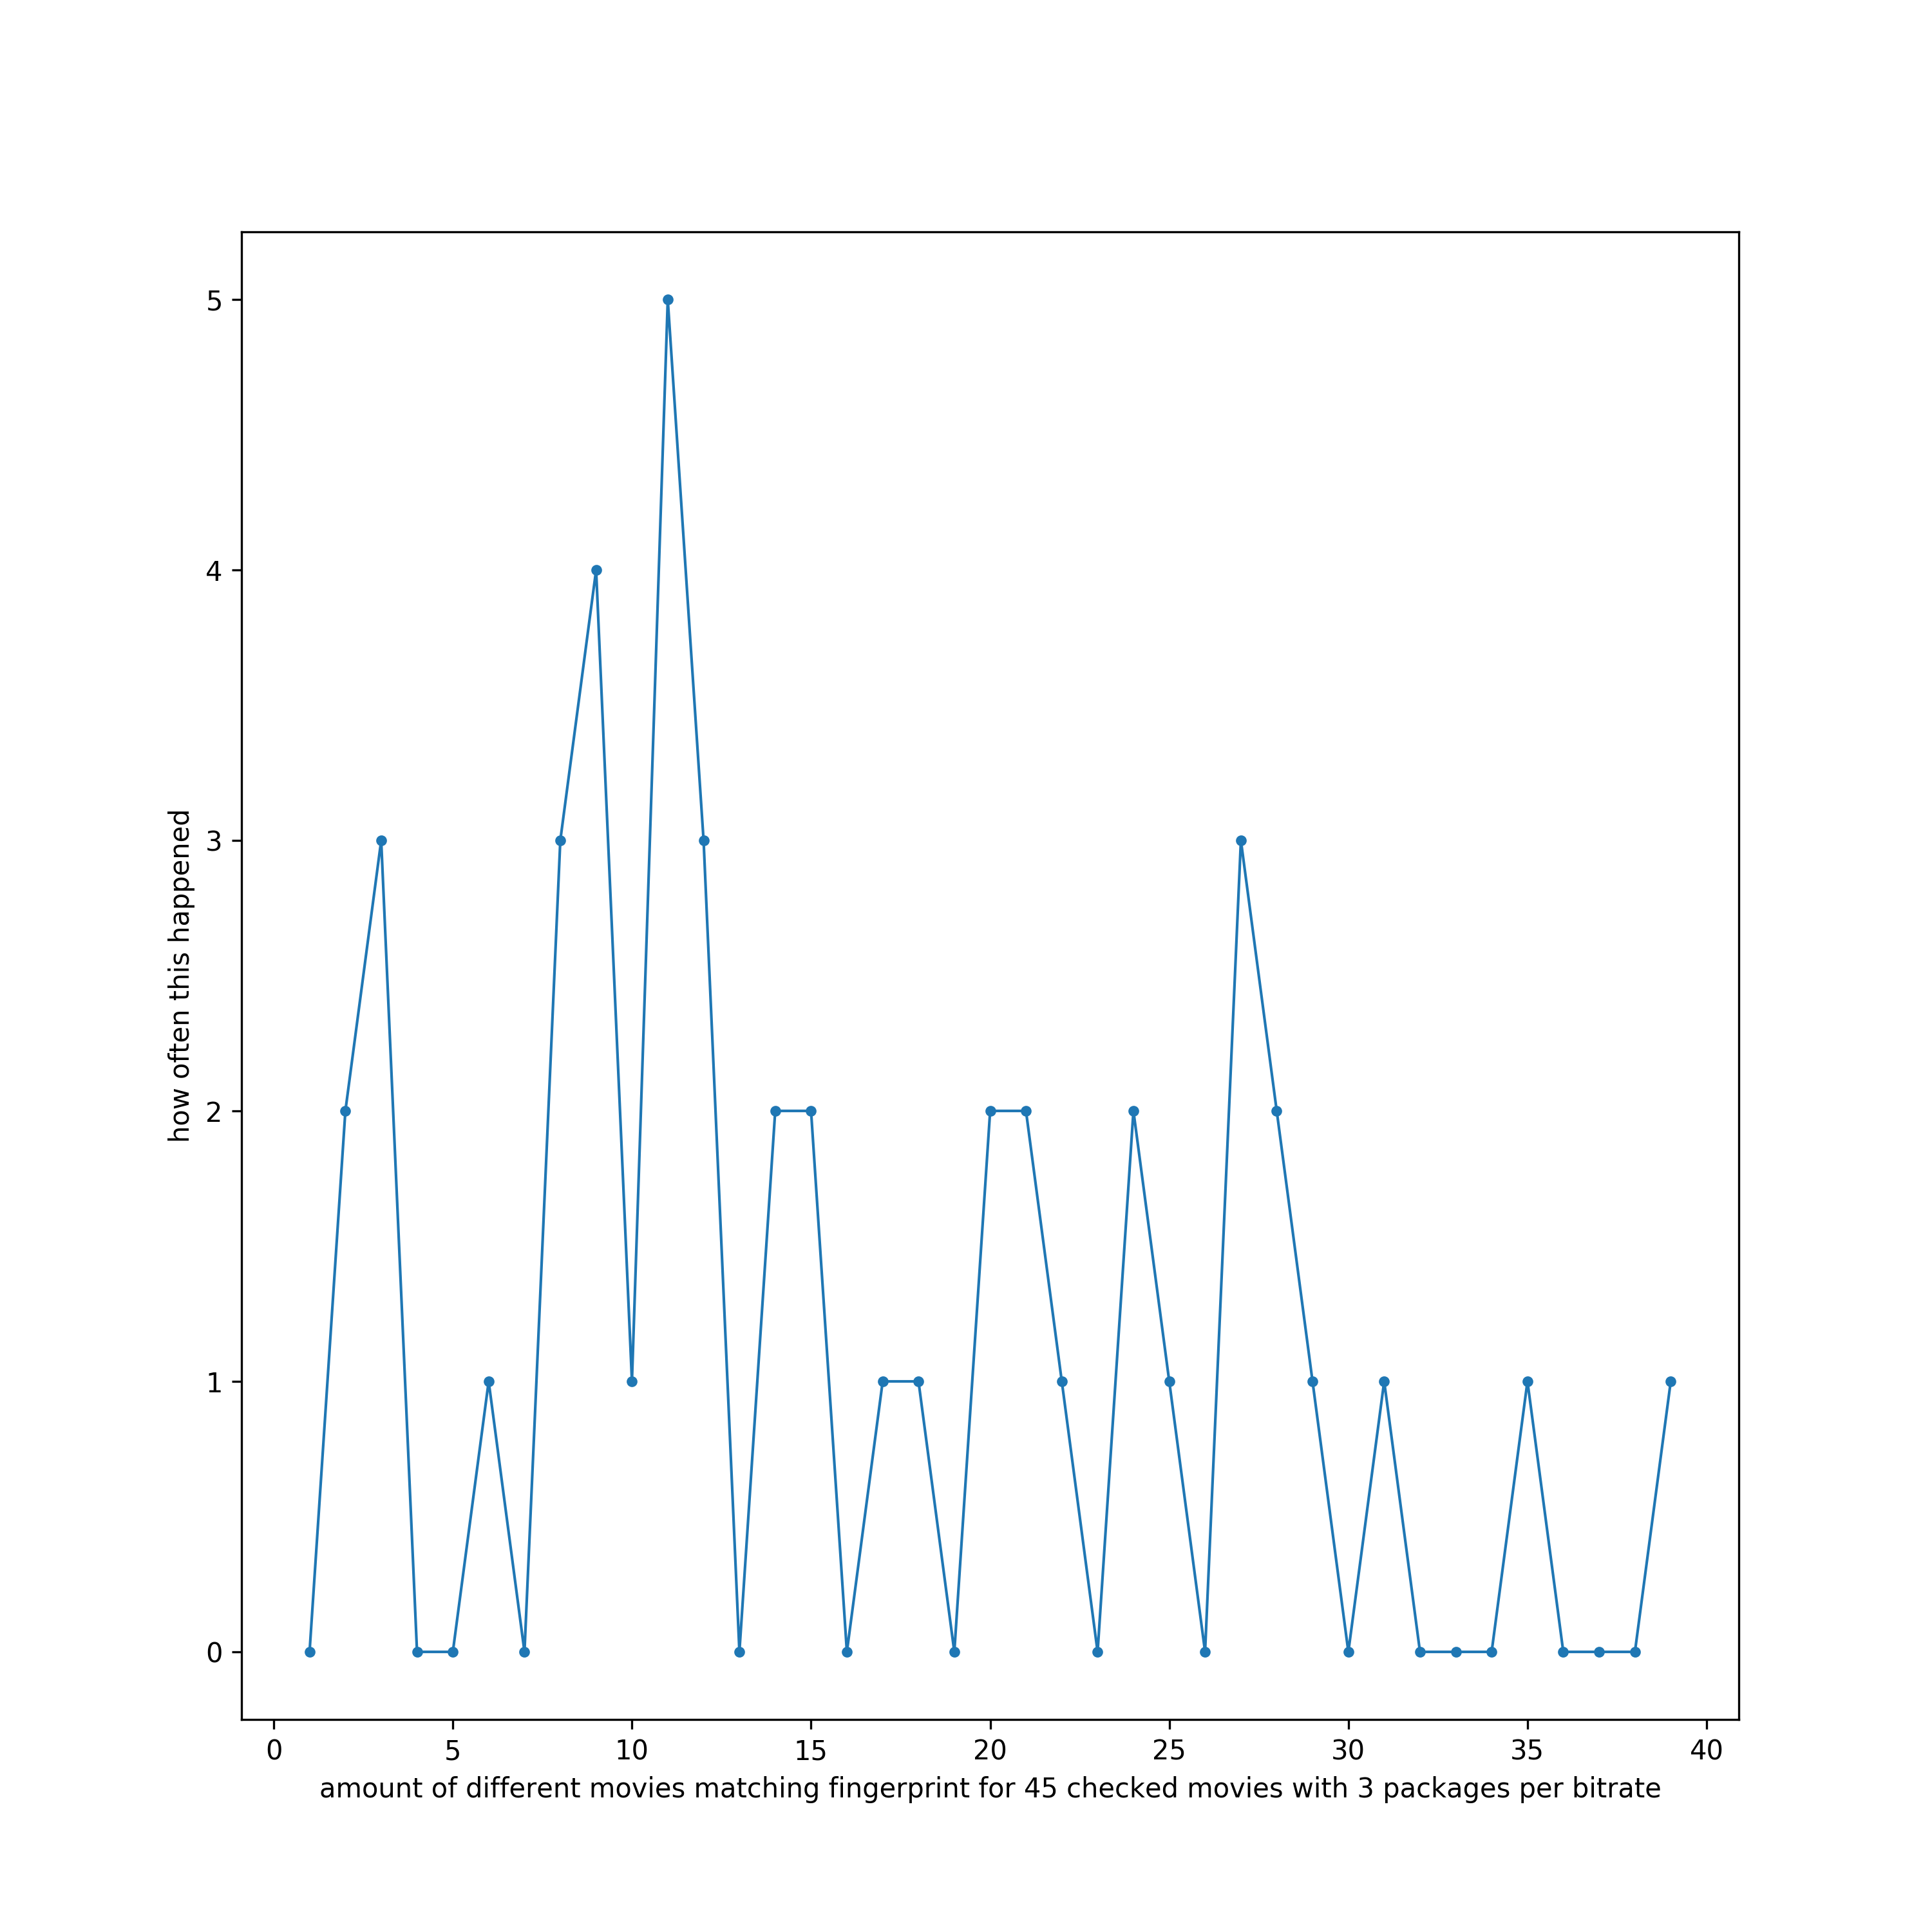 5
4
3
2
1
0
how often this happened
0 5 10 15 20 25 30 35 40
amount of different movies matching fingerprint for 45 checked movies with 3 packages per bitrate